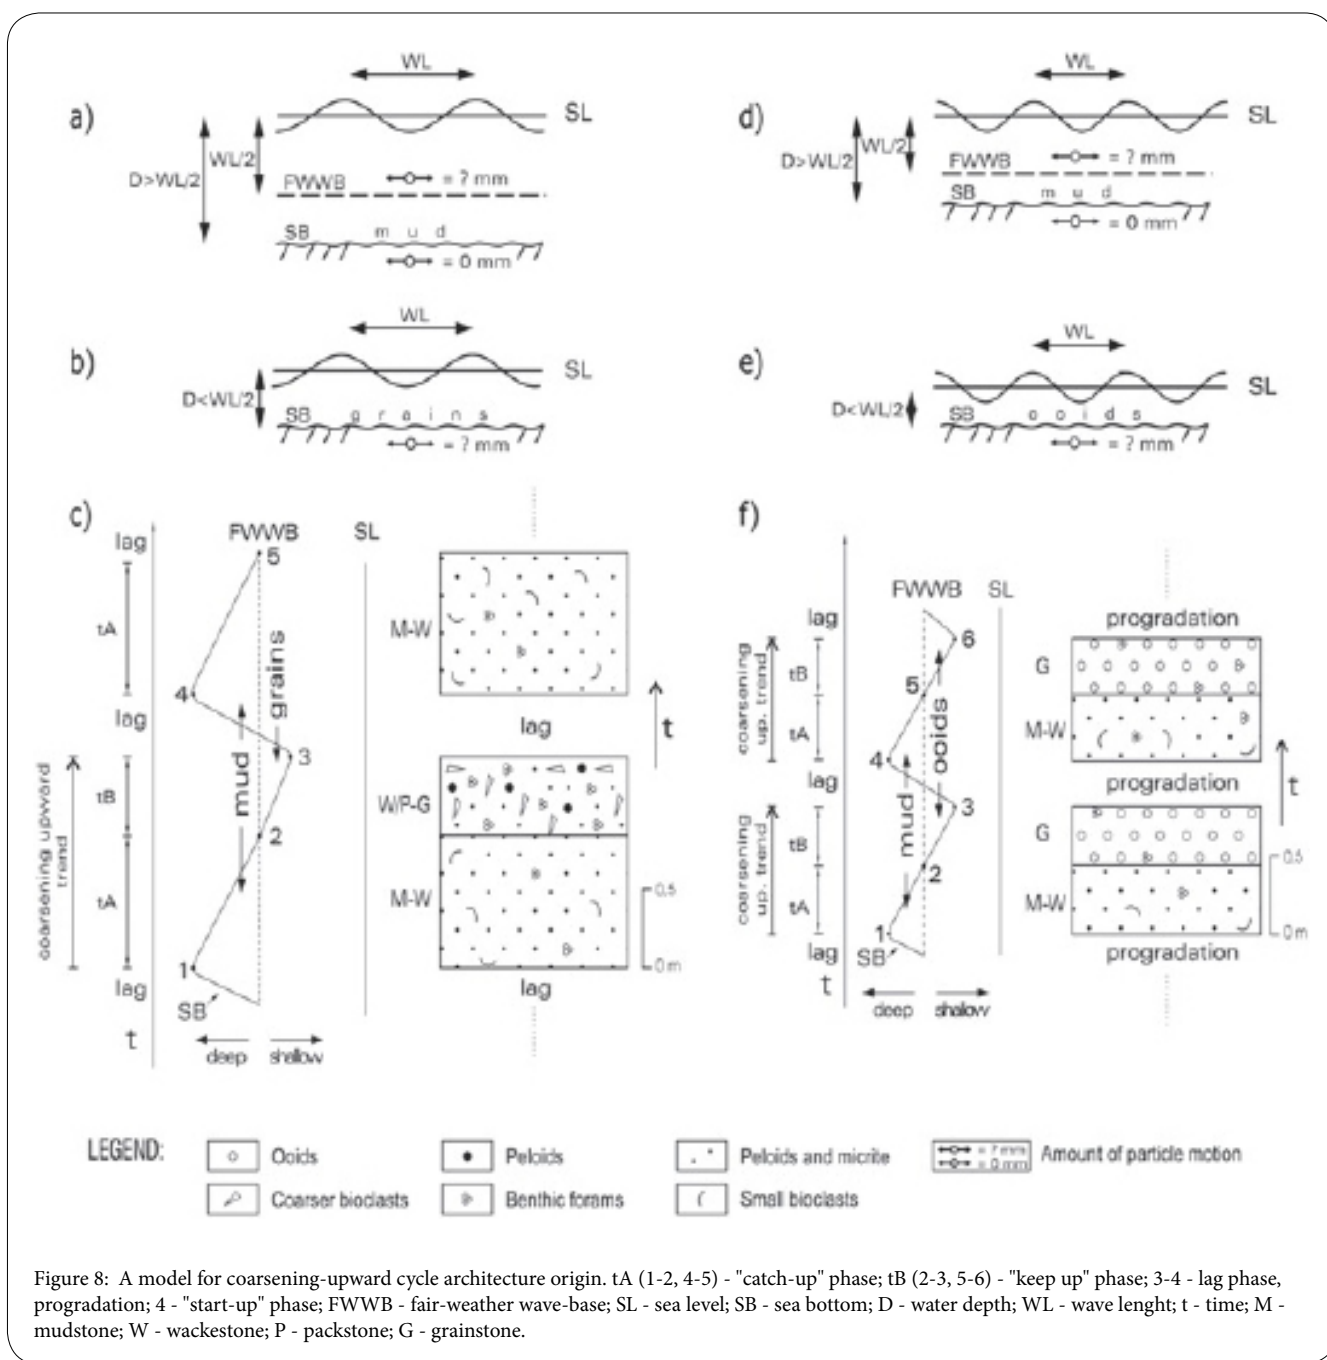 a)
WL
SL
D>WL/2
WL/2
FWWB
= ? mm
SB
m u d
= 0 mm
b)
WL
SL
D<WL/2
SB
g r a i n s
= ? mm
c)
lag
FWWB
SL
5
tA
grains
4
lag
3
mud
tB
2
coarsening upward
trend
tA
1
lag
SB
t
deep
shallow
M-W
lag
t
W/P-G
M-W
0,5
0 m
lag
d)
WL
SL
D>WL/2
WL/2
FWWB
= ? mm
SB
m u d
= 0 mm
e)
WL
SL
D<WL/2
SB
o o i d s
= ? mm
f)
FWWB
SL
lag
6
coarsening
up. trend
tB
5
ooids
tA
4
lag
mud
3
coarsening
up. trend
tB
2
tA
1
lag
SB
t
deep
shallow
progradation
G
M-W
progradation
t
G
0,5
M-W
0 m
progradation
LEGEND:
Ooids
Peloids
Peloids and micrite
= ? mm
= 0 mm
Amount of particle motion
Coarser bioclasts
Benthic forams
Small bioclasts
Figure 8: A model for coarsening-upward cycle architecture origin. tA (1-2, 4-5) - "catch-up" phase; tB (2-3, 5-6) - "keep up" phase; 3-4 - lag phase,
progradation; 4 - "start-up" phase; FWWB - fair-weather wave-base; SL - sea level; SB - sea bottom; D - water depth; WL - wave lenght; t - time; M -
mudstone; W - wackestone; P - packstone; G - grainstone.